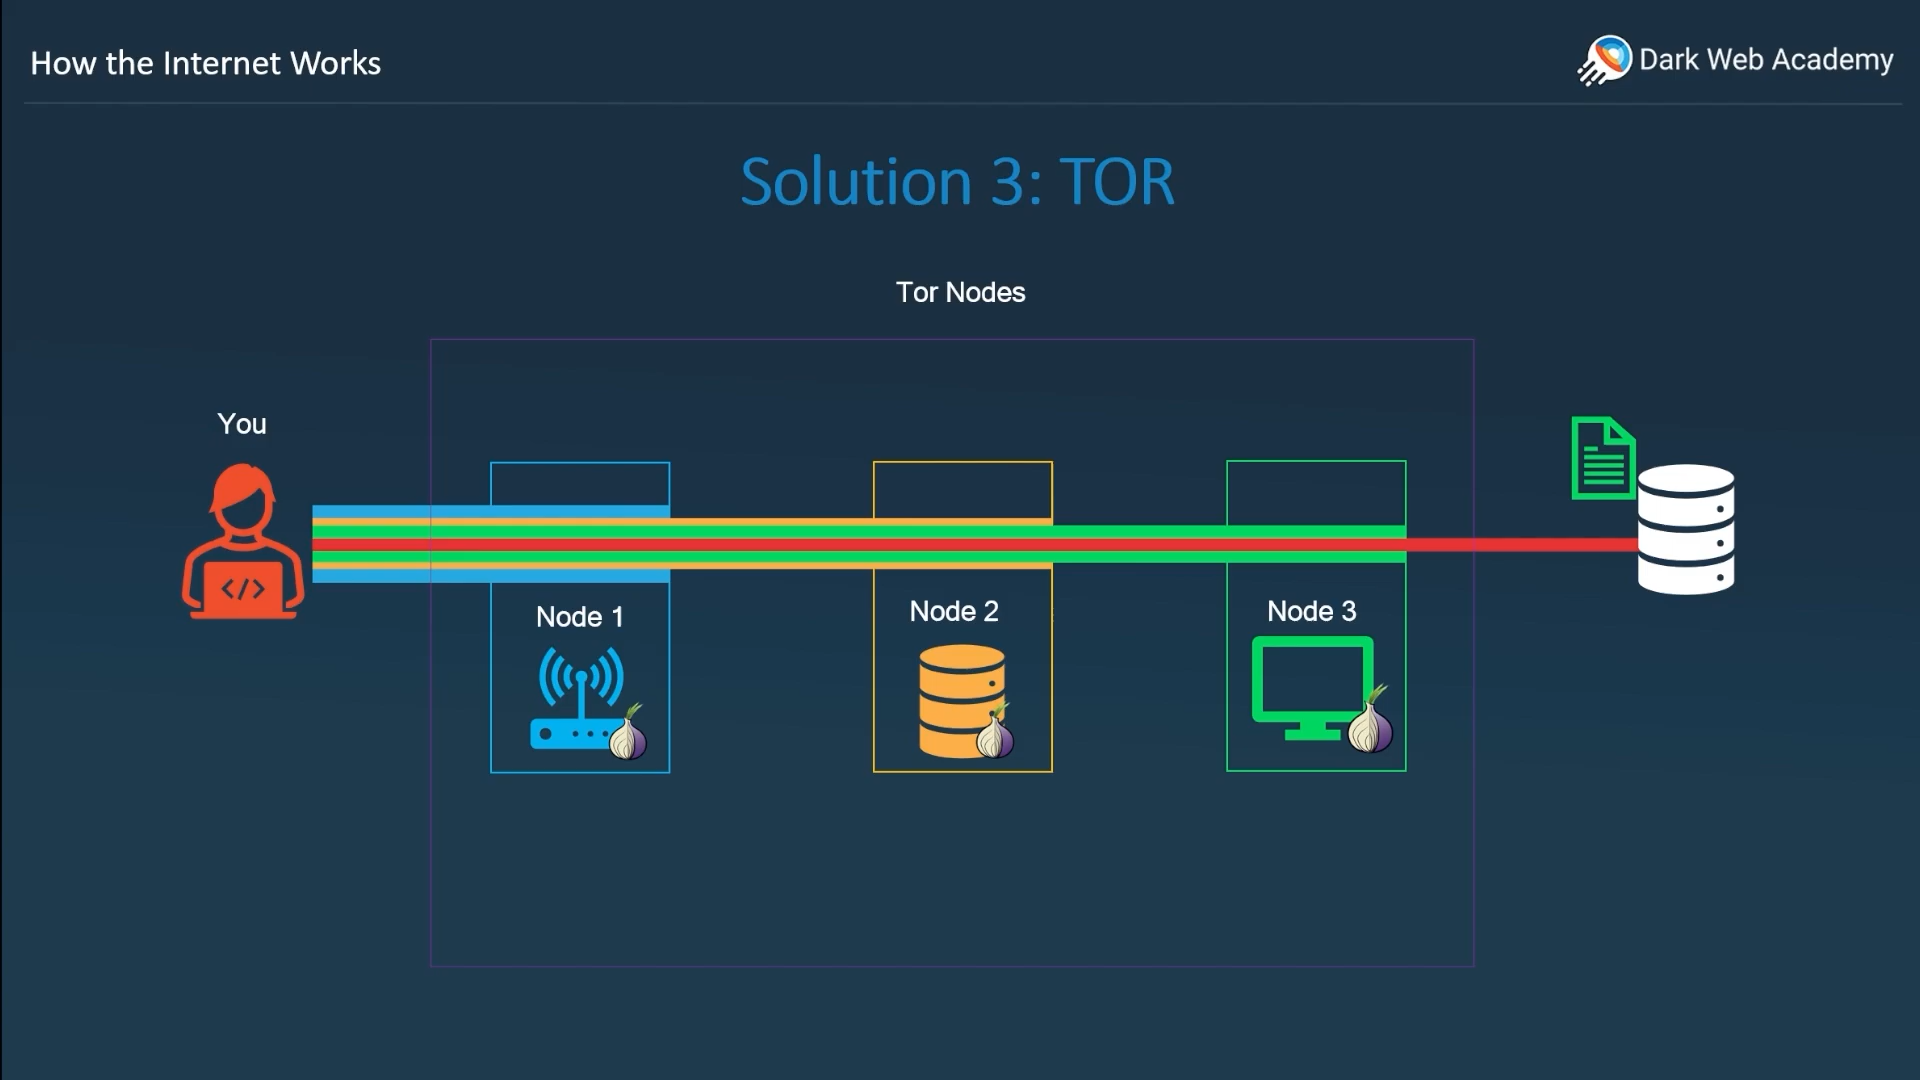 How the Internet Works
Dark Web Academy
Solution 3: TOR
Tor Nodes
You
</>
Node 1
Node 2
Node 3